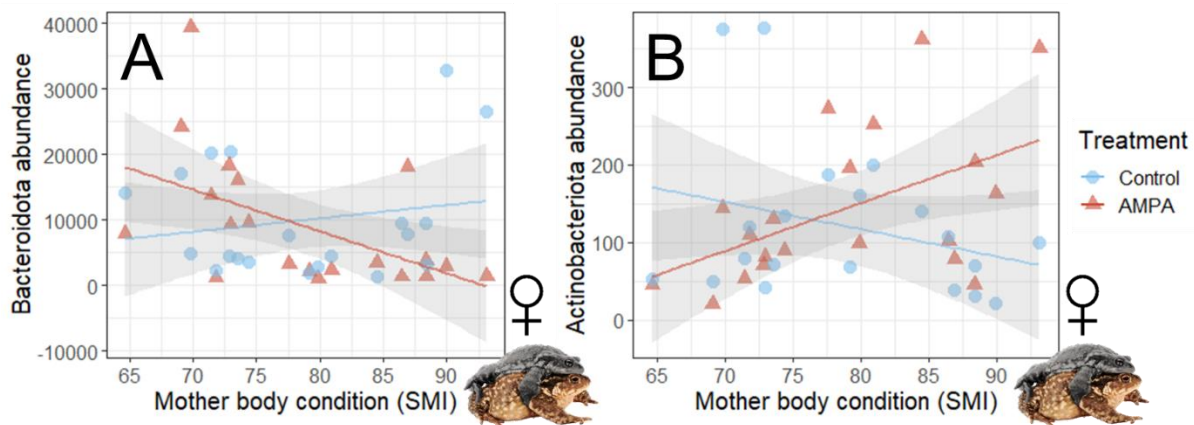 A
Bacteroidota abundance
40000
30000
20000
10000
0
-10000
65 70 75 80 85 90
Mother body condition (SMI)
♀
B
Actinobacteriota abundance
300
200
100
0
65 70 75 80 85 90
Mother body condition (SMI)
♀
Treatment
Control
AMPA